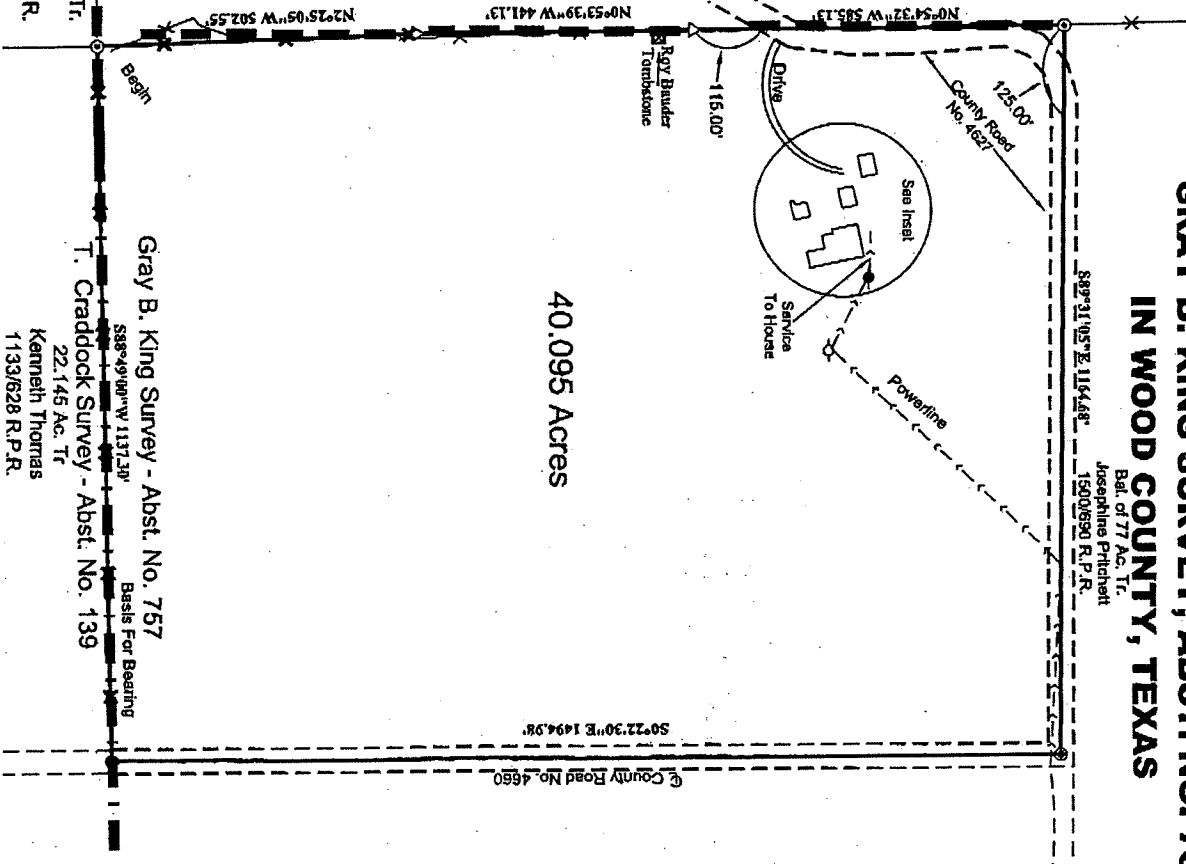 IN WOOD COUNTY, TEXAS
Bal. of 77 Ac. Tr.
Josephine Pritchett
1500/690 R.P.R.
S89°31'05"E 1164.68'
125.00'
County Road
No. 4627
N0°54'32"W 585.13'
N0°53'39"W 441.13'
N2°25'05"W 502.55'
Tr.
R.
See Inset
Drive
115.00'
Roy Bauder
Tombstone
Service
To House
Powerline
40.095 Acres
S0°22'30"E 1494.98'
℄ County Road No. 4660
Begin
Gray B. King Survey - Abst. No. 757
S88°49'00"W 1137.30'
Basis For Bearing
T. Craddock Survey - Abst. No. 139
22.145 Ac. Tr
Kenneth Thomas
1133/628 R.P.R.